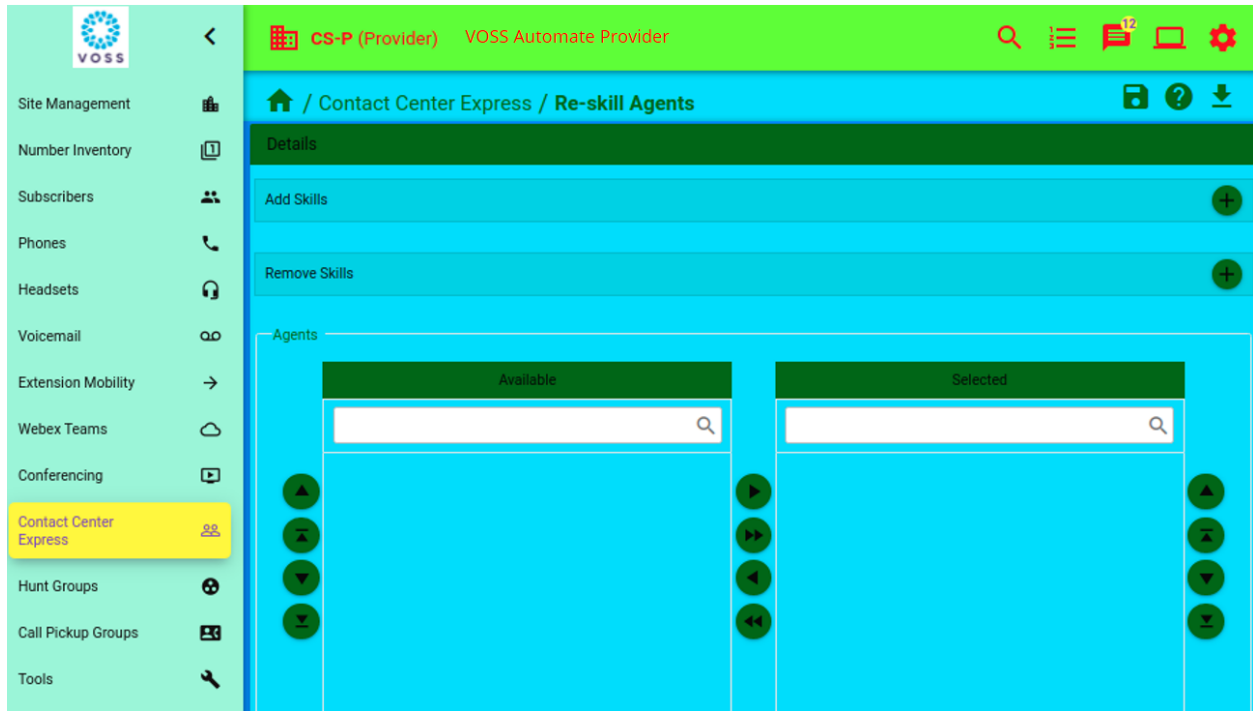 VOSS
CS-P (Provider) VOSS Automate Provider
12
/ Contact Center Express / Re-skill Agents
Site Management
Number Inventory
Subscribers
Phones
Headsets
Voicemail
Extension Mobility
Webex Teams
Conferencing
Contact Center
Express
Hunt Groups
Call Pickup Groups
Tools
Details
Add Skills
Remove Skills
Agents
Available
Selected